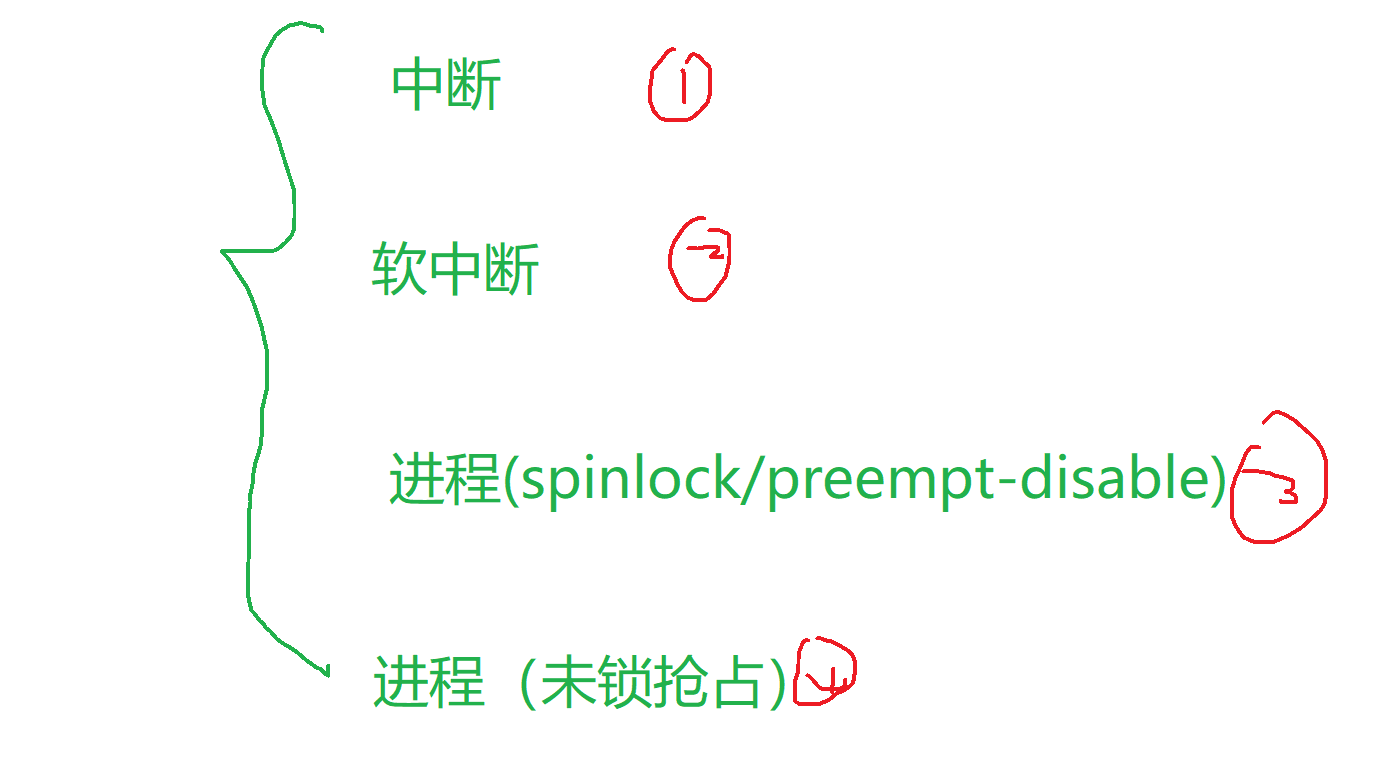 中断 1
软中断 2
进程(spinlock/preempt-disable) 3
进程（未锁抢占） 4